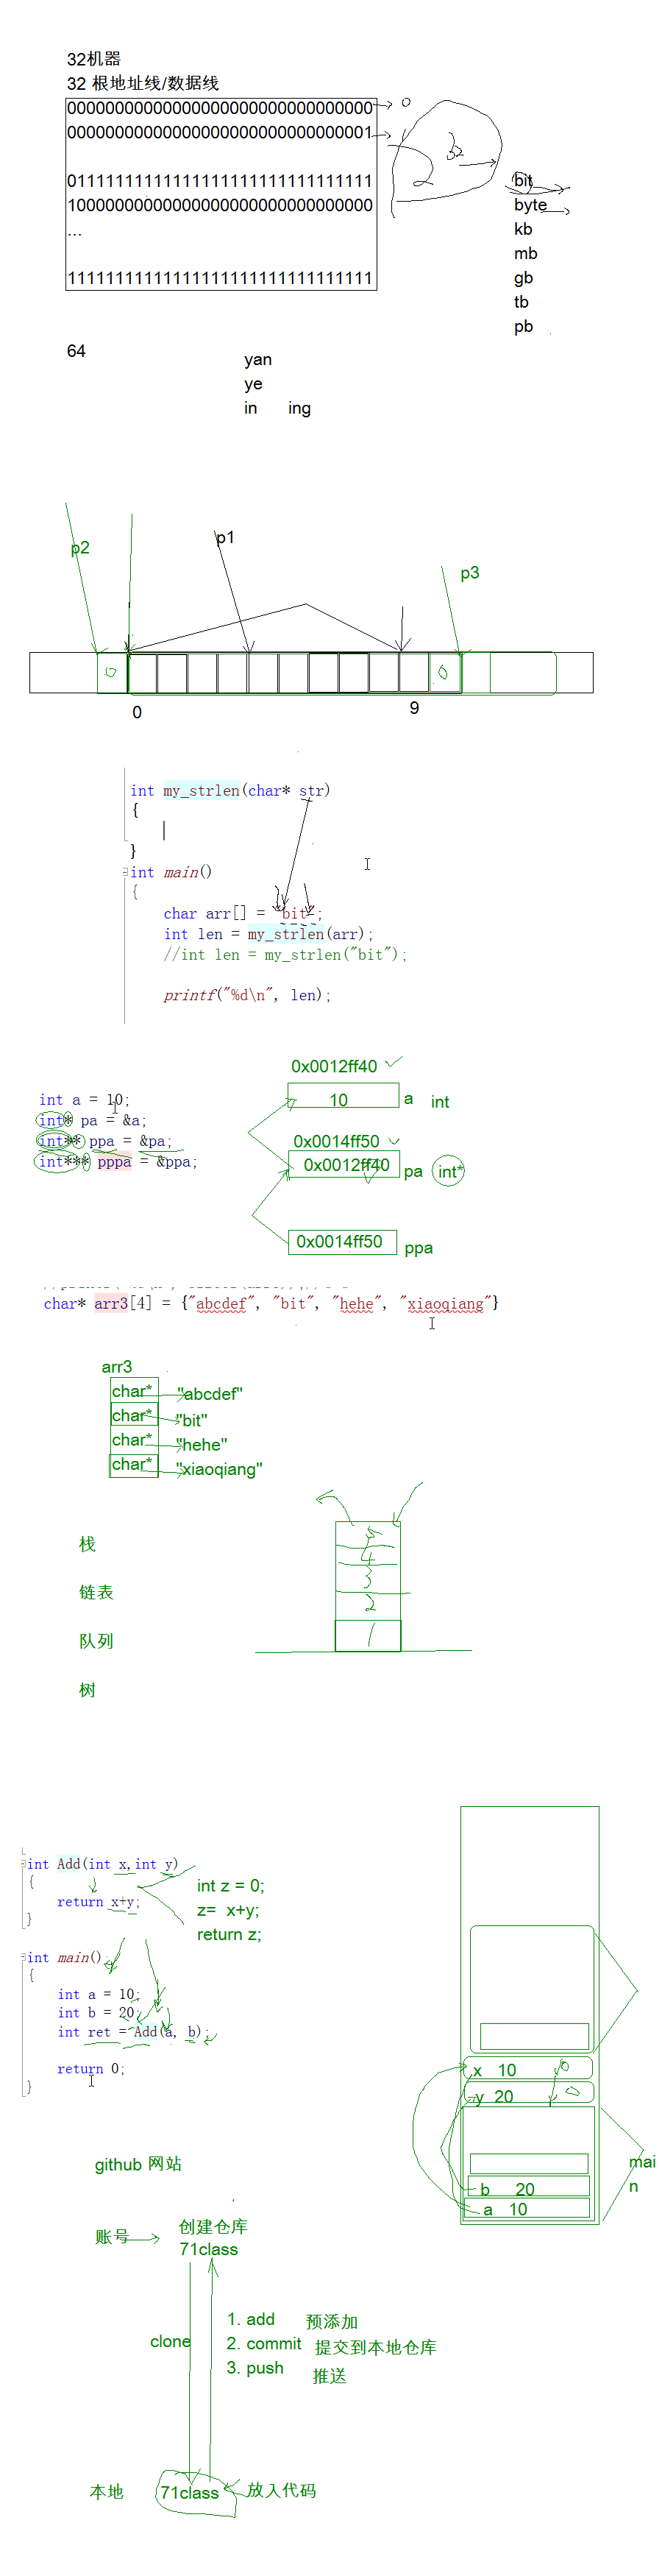 32机器
32 根地址线/数据线
00000000000000000000000000000000 0
00000000000000000000000000000001
2 32
01111111111111111111111111111111
10000000000000000000000000000000
...
11111111111111111111111111111111
bit
byte
kb
mb
gb
tb
pb
64
yan
ye
in ing
p2 p1 p3
0 0
0 9
int my_strlen(char* str)
{
}
int main()
{
char arr[] = "bit";
int len = my_strlen(arr);
//int len = my_strlen("bit");
printf("%d\n", len);
int a = 10;
int* pa = &a;
int** ppa = &pa;
int*** pppa = &ppa;
0x0012ff40
10 a int
0x0014ff50
0x0012ff40 pa int*
0x0014ff50 ppa
char* arr3[4] = {"abcdef", "bit", "hehe", "xiaoqiang"}
arr3
char* "abcdef"
char* "bit"
char* "hehe"
char* "xiaoqiang"
栈
链表
队列
树
5
4
3
2
1
int Add(int x,int y)
{
return x+y;
}
int z = 0;
z= x+y;
return z;
int main()
{
int a = 10;
int b = 20;
int ret = Add(a, b);
return 0;
}
x 10
y 20
b 20
a 10
mai
n
github 网站
账号
创建仓库
71class
clone
1. add 预添加
2. commit 提交到本地仓库
3. push 推送
本地 71class 放入代码